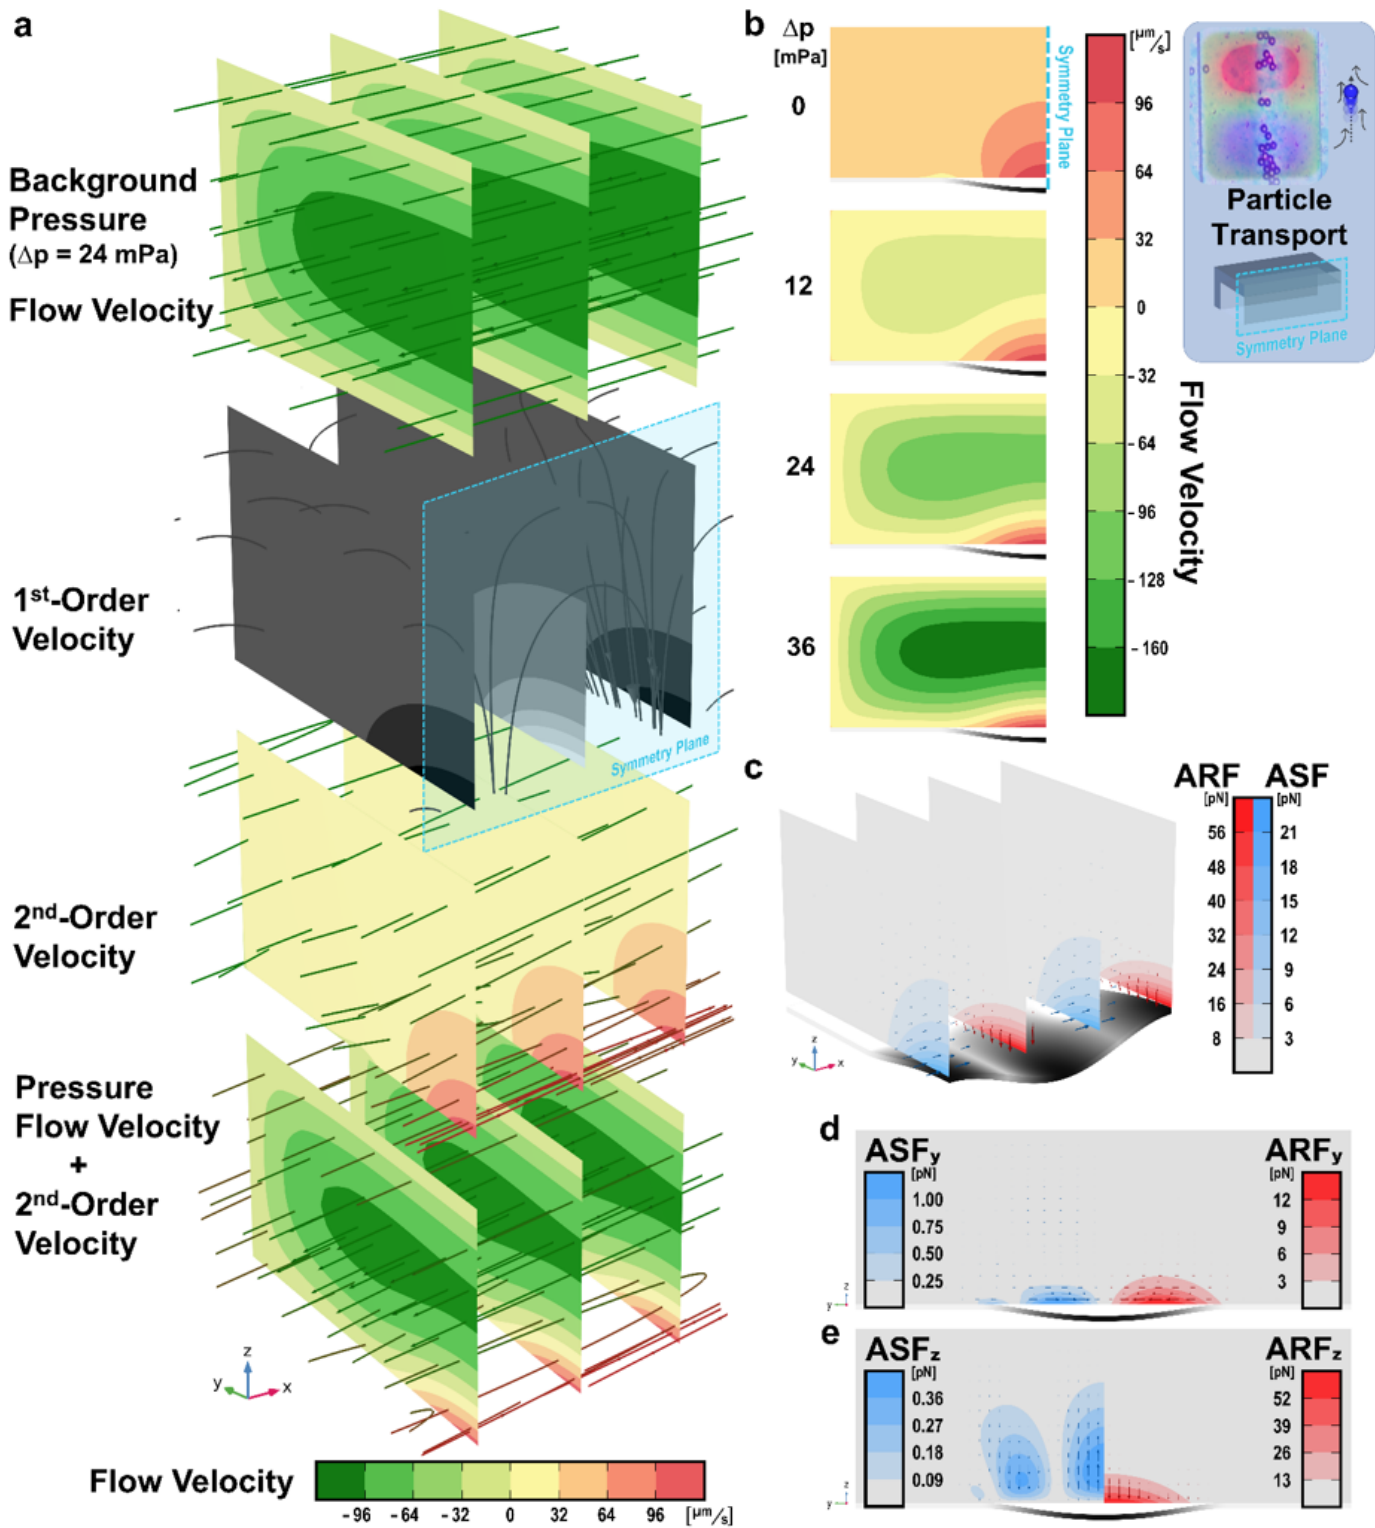 a
Background
Pressure
(Δp = 24 mPa)
Flow Velocity
1st-Order
Velocity
Symmetry Plane
2nd-Order
Velocity
Pressure
Flow Velocity
+
2nd-Order
Velocity
z
y
x
Flow Velocity
-96
-64
-32
0
32
64
96
[µm/s]
b
Δp
[mPa]
0
12
24
36
Symmetry Plane
[µm/s]
96
64
32
0
-32
-64
-96
-128
-160
Flow Velocity
Particle
Transport
Symmetry Plane
c
ARF ASF
[pN] [pN]
56 21
48 18
40 15
32 12
24 9
16 6
8 3
z
y
x
d
ASFy
[pN]
1.00
0.75
0.50
0.25
ARFy
[pN]
12
9
6
3
z
y
e
ASFz
[pN]
0.36
0.27
0.18
0.09
ARFz
[pN]
52
39
26
13
z
y